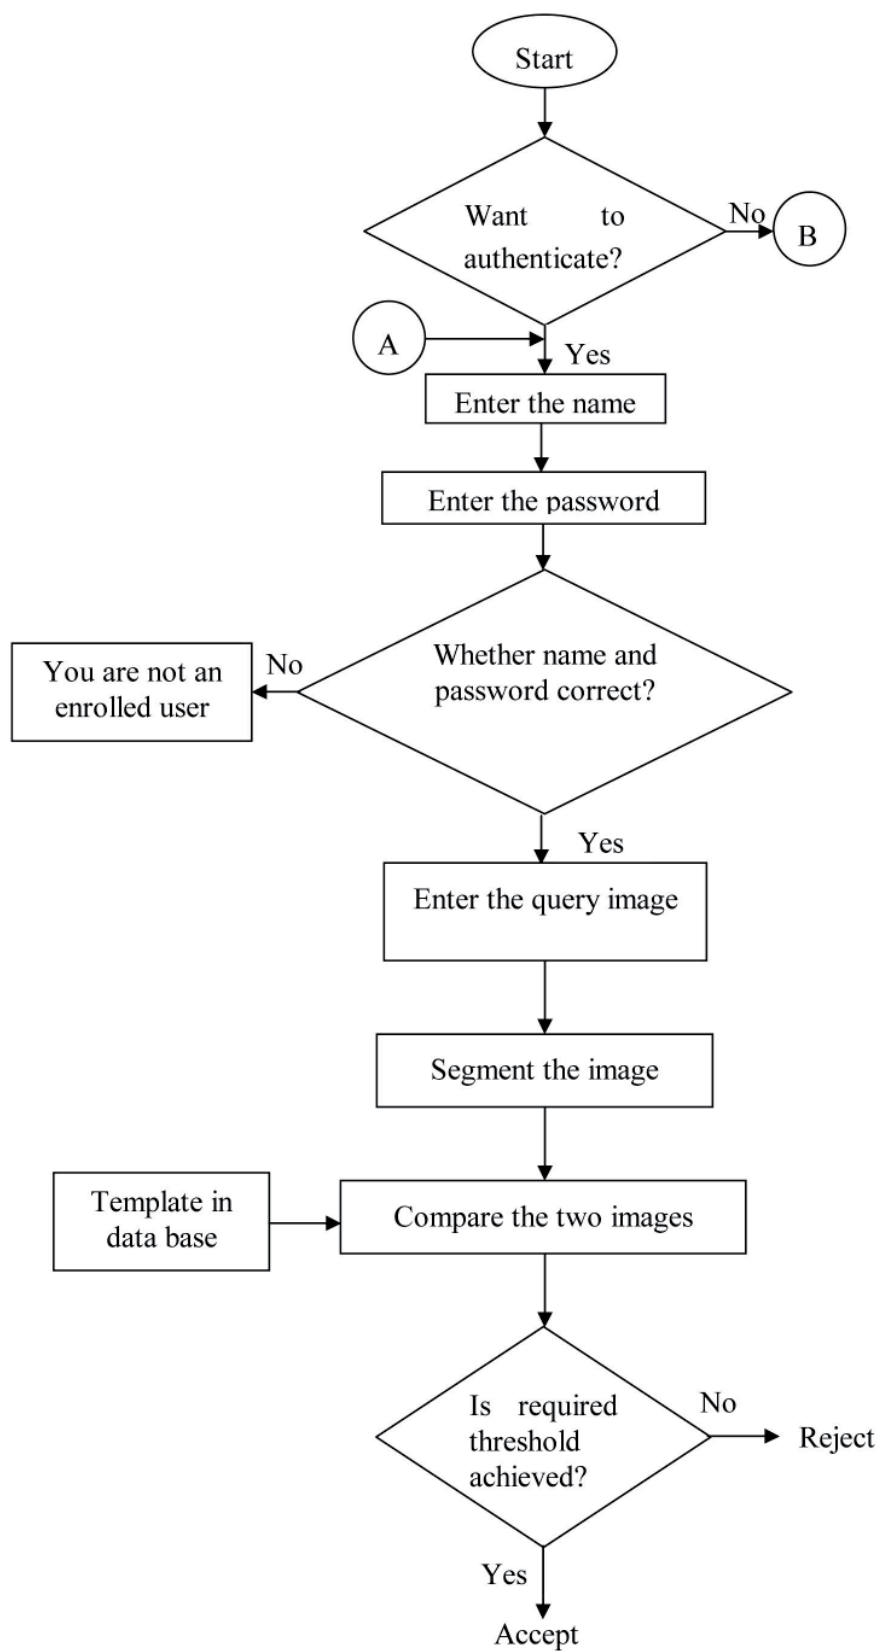 Start
Want to
authenticate?
No
B
A
Yes
Enter the name
Enter the password
Whether name and
password correct?
No
You are not an
enrolled user
Yes
Enter the query image
Segment the image
Template in
data base
Compare the two images
Is required
threshold
achieved?
No
Reject
Yes
Accept